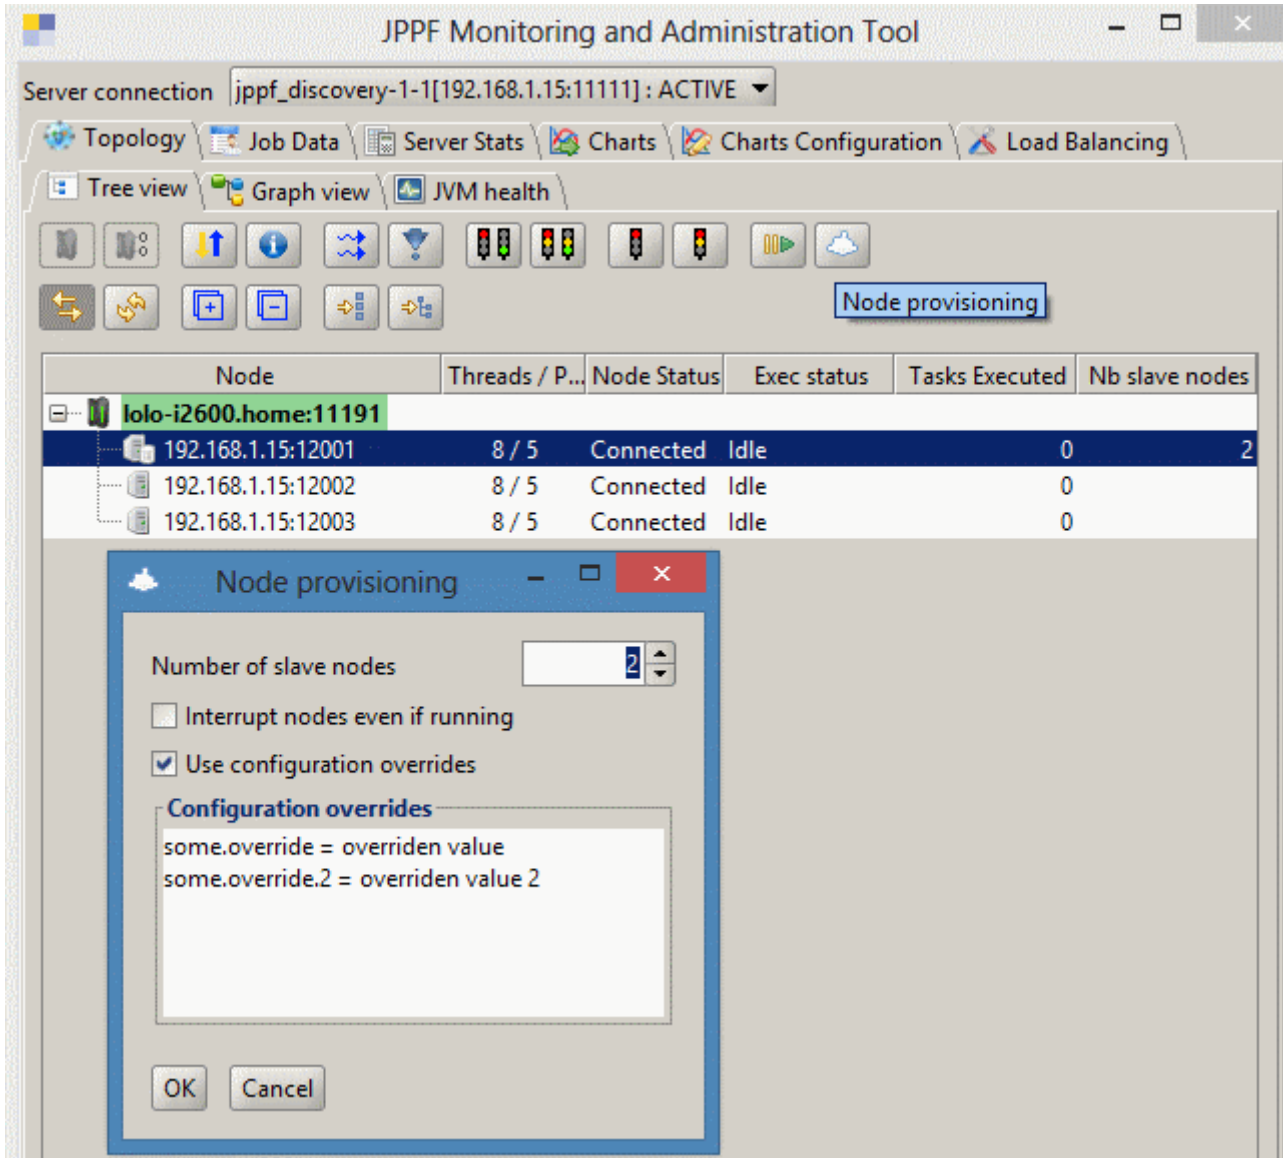 JPPF Monitoring and Administration Tool
Server connection jppf_discovery-1-1[192.168.1.15:11111] : ACTIVE
Topology Job Data Server Stats Charts Charts Configuration Load Balancing
Tree view Graph view JVM health
Node provisioning
Node Threads / P... Node Status Exec status Tasks Executed Nb slave nodes
lolo-i2600.home:11191
192.168.1.15:12001 8 / 5 Connected Idle 0 2
192.168.1.15:12002 8 / 5 Connected Idle 0
192.168.1.15:12003 8 / 5 Connected Idle 0
Node provisioning
Number of slave nodes 2
Interrupt nodes even if running
Use configuration overrides
Configuration overrides
some.override = overriden value
some.override.2 = overriden value 2
OK Cancel